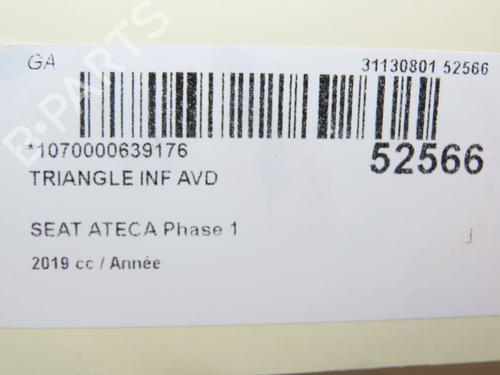 GA
31130801 52566
*1070000639176
52566
TRIANGLE INF AVD
SEAT ATECA Phase 1
2019 cc / Année
B-PARTS